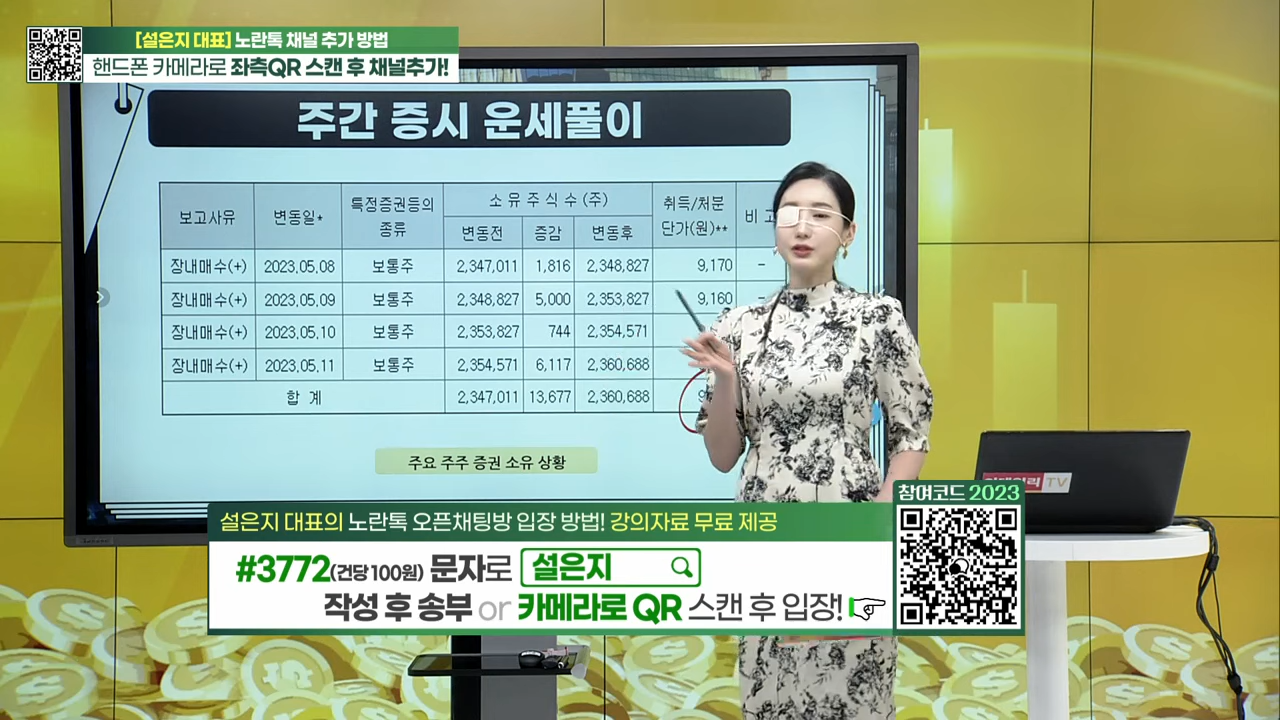 [설은지 대표] 노란톡 채널 추가 방법
핸드폰 카메라로 좌측QR 스캔 후 채널추가!
주간 증시 운세풀이
보고사유 변동일* 특정증권등의 종류 소 유 주 식 수 (주) 취득/처분 단가(원)** 비 고
변동전 증감 변동후
장내매수(+) 2023.05.08 보통주 2,347,011 1,816 2,348,827 9,170 -
장내매수(+) 2023.05.09 보통주 2,348,827 5,000 2,353,827 9,160 -
장내매수(+) 2023.05.10 보통주 2,353,827 744 2,354,571
장내매수(+) 2023.05.11 보통주 2,354,571 6,117 2,360,688
합 계 2,347,011 13,677 2,360,688
주요 주주 증권 소유 상황
TV
참여코드 2023
설은지 대표의 노란톡 오픈채팅방 입장 방법! 강의자료 무료 제공
#3772(건당 100원) 문자로 설은지
작성 후 송부 or 카메라로 QR 스캔 후 입장!